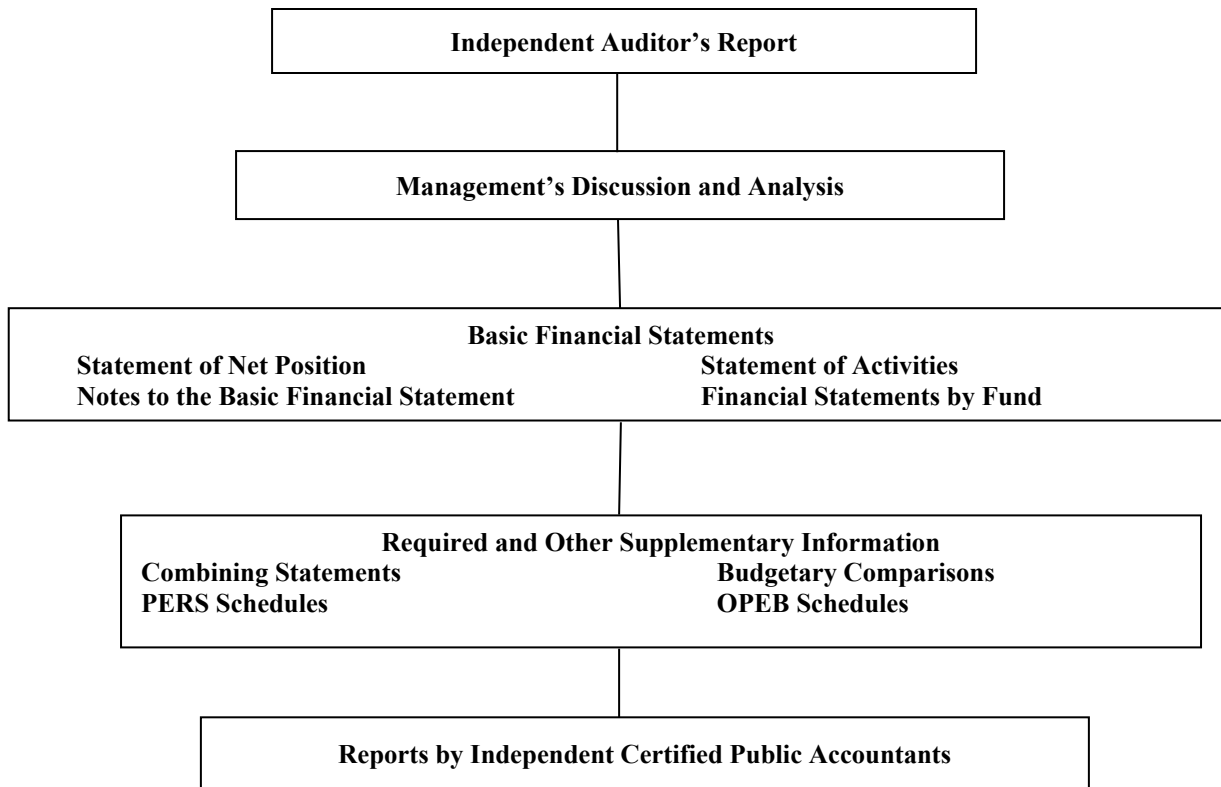 Independent Auditor’s Report
Management’s Discussion and Analysis
Basic Financial Statements
Statement of Net Position Statement of Activities
Notes to the Basic Financial Statement Financial Statements by Fund
Required and Other Supplementary Information
Combining Statements Budgetary Comparisons
PERS Schedules OPEB Schedules
Reports by Independent Certified Public Accountants